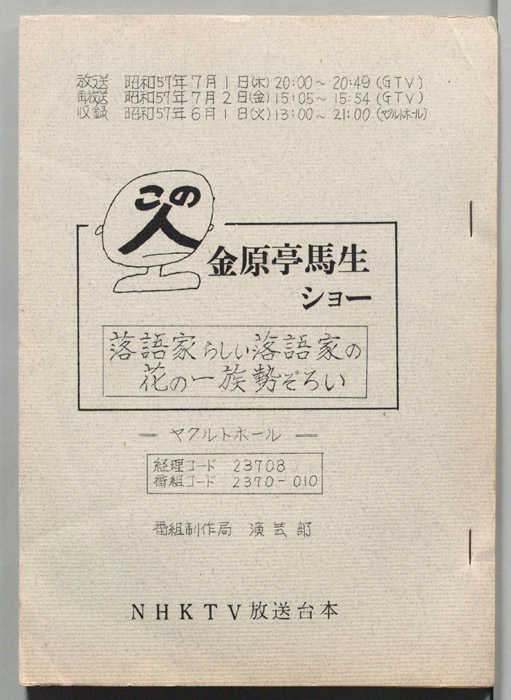 放送 昭和57年7月1日(木) 20:00～20:49(GTV)
再放送 昭和57年7月2日(金) 15:05～15:54(GTV)
収録 昭和57年6月1日(火) 13:00～21:00(ヤクルトホール)
この
人
金原亭馬生
ショー
落語家らしい落語家の
花の一族勢ぞろい
― ヤクルトホール ―
経理コード 23708
番組コード 2370-010
番組制作局 演芸部
NHKTV放送台本